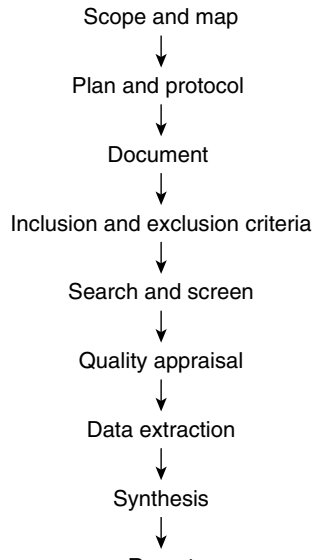 Scope and map
Plan and protocol
Document
Inclusion and exclusion criteria
Search and screen
Quality appraisal
Data extraction
Synthesis